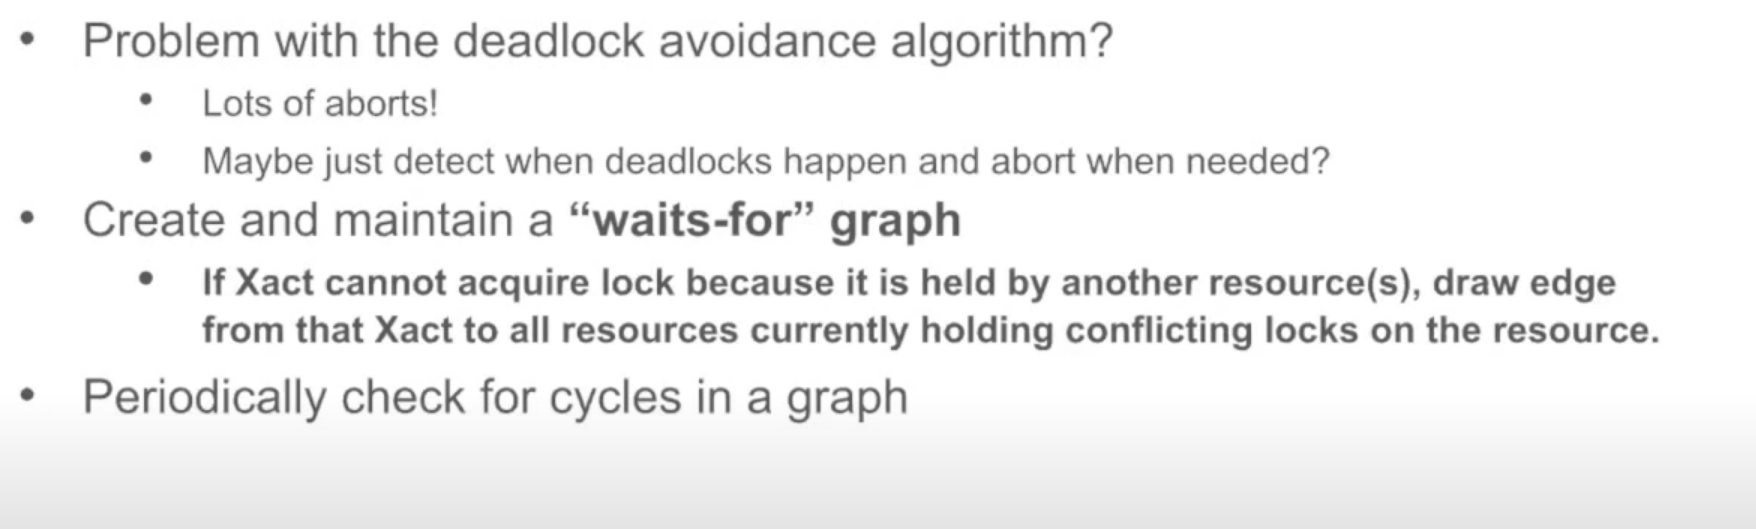 • Problem with the deadlock avoidance algorithm?
• Lots of aborts!
• Maybe just detect when deadlocks happen and abort when needed?
• Create and maintain a “waits-for” graph
• If Xact cannot acquire lock because it is held by another resource(s), draw edge
from that Xact to all resources currently holding conflicting locks on the resource.
• Periodically check for cycles in a graph